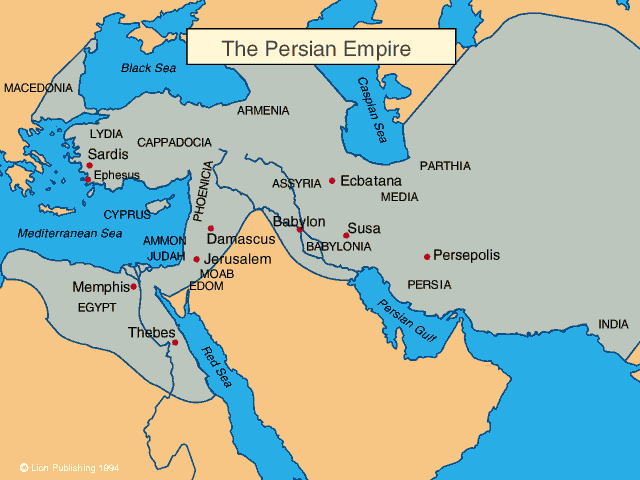 The Persian Empire
Black Sea
Caspian Sea
MACEDONIA
ARMENIA
LYDIA
CAPPADOCIA
Sardis
PARTHIA
Ephesus
PHOENICIA
ASSYRIA
Ecbatana
MEDIA
CYPRUS
Babylon
Susa
Mediterranean Sea
AMMON
Damascus
BABYLONIA
JUDAH
Jerusalem
Persepolis
MOAB
Memphis
EDOM
PERSIA
EGYPT
Persian Gulf
INDIA
Thebes
Red Sea
© Lion Publishing 1994